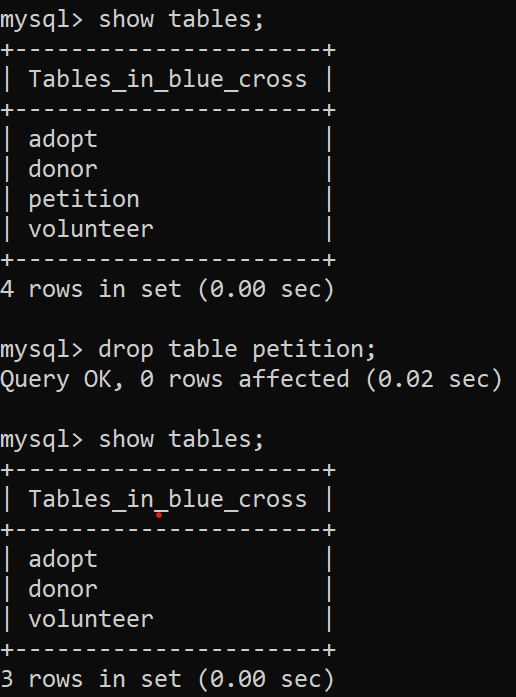 mysql> show tables;
+----------------------+
| Tables_in_blue_cross |
+----------------------+
| adopt                |
| donor                |
| petition             |
| volunteer            |
+----------------------+
4 rows in set (0.00 sec)

mysql> drop table petition;
Query OK, 0 rows affected (0.02 sec)

mysql> show tables;
+----------------------+
| Tables_in_blue_cross |
+----------------------+
| adopt                |
| donor                |
| volunteer            |
+----------------------+
3 rows in set (0.00 sec)